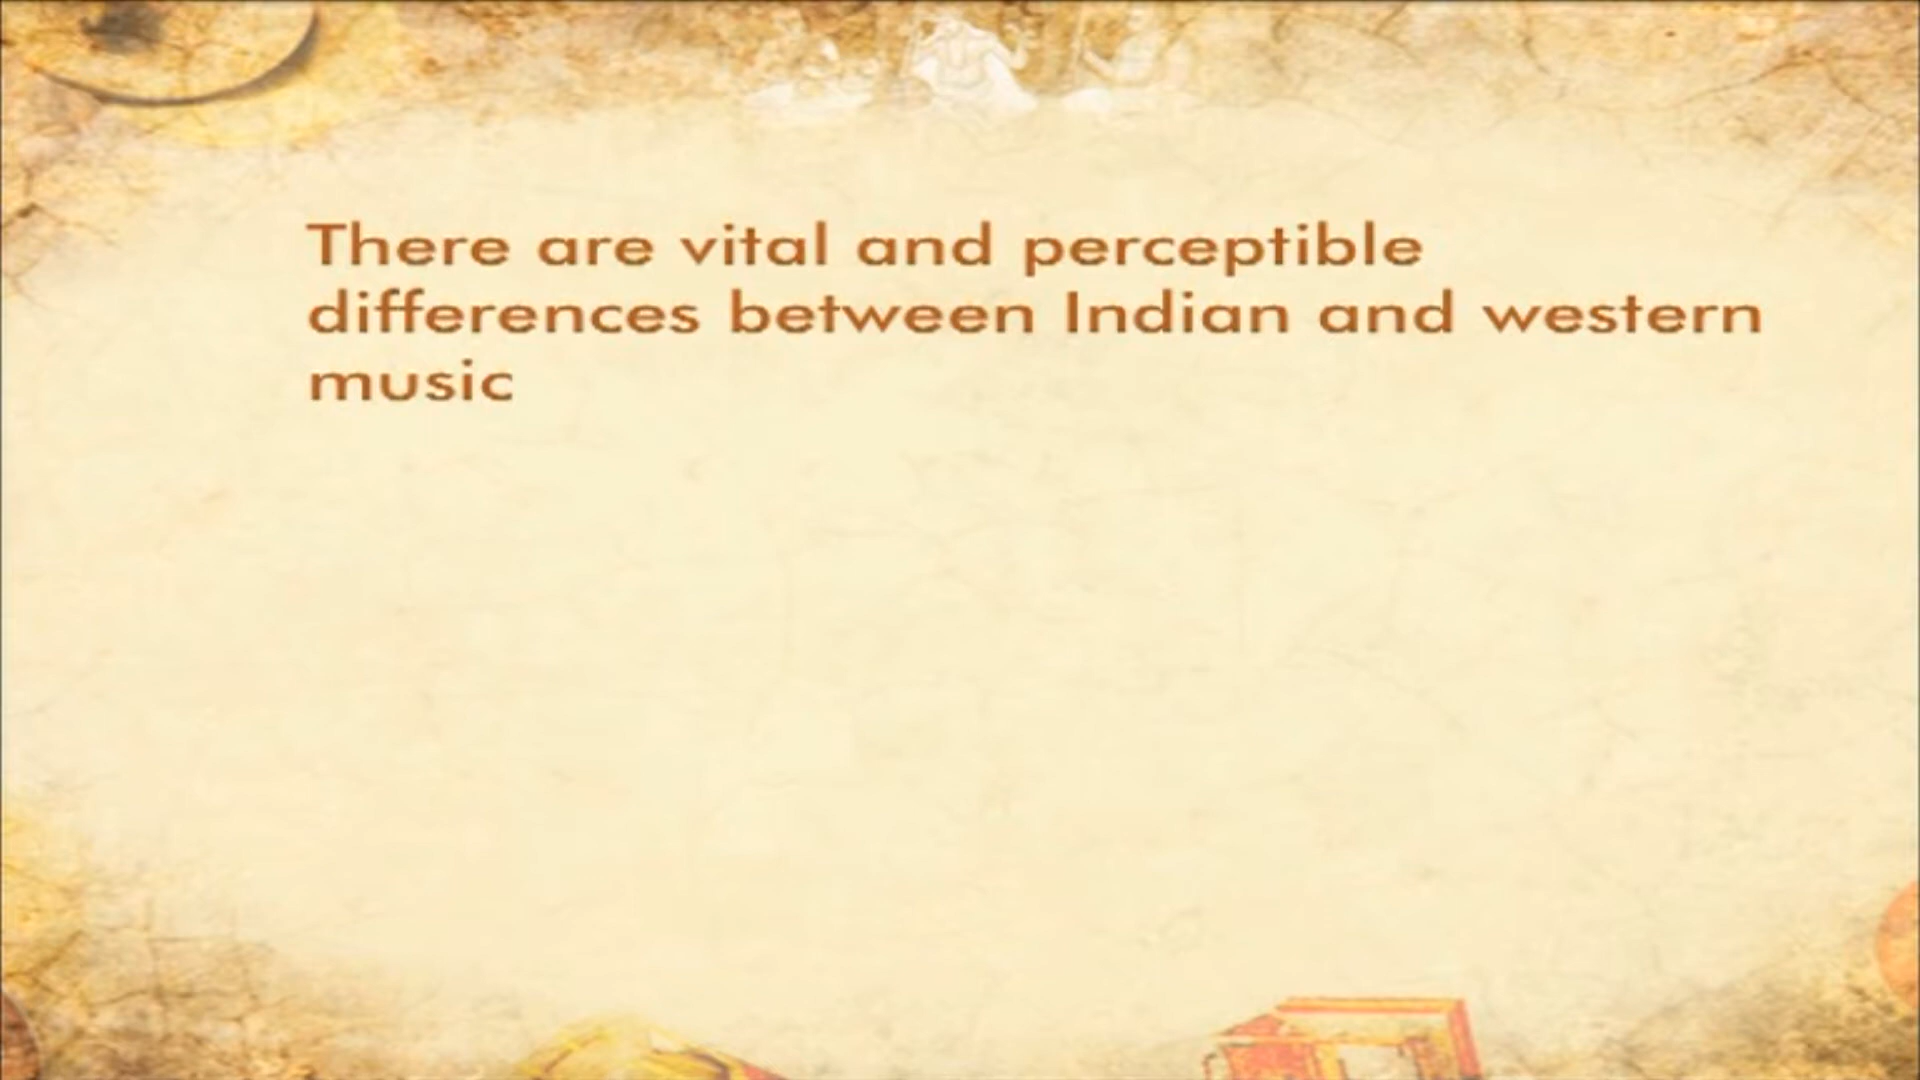 There are vital and perceptible
differences between Indian and western
music